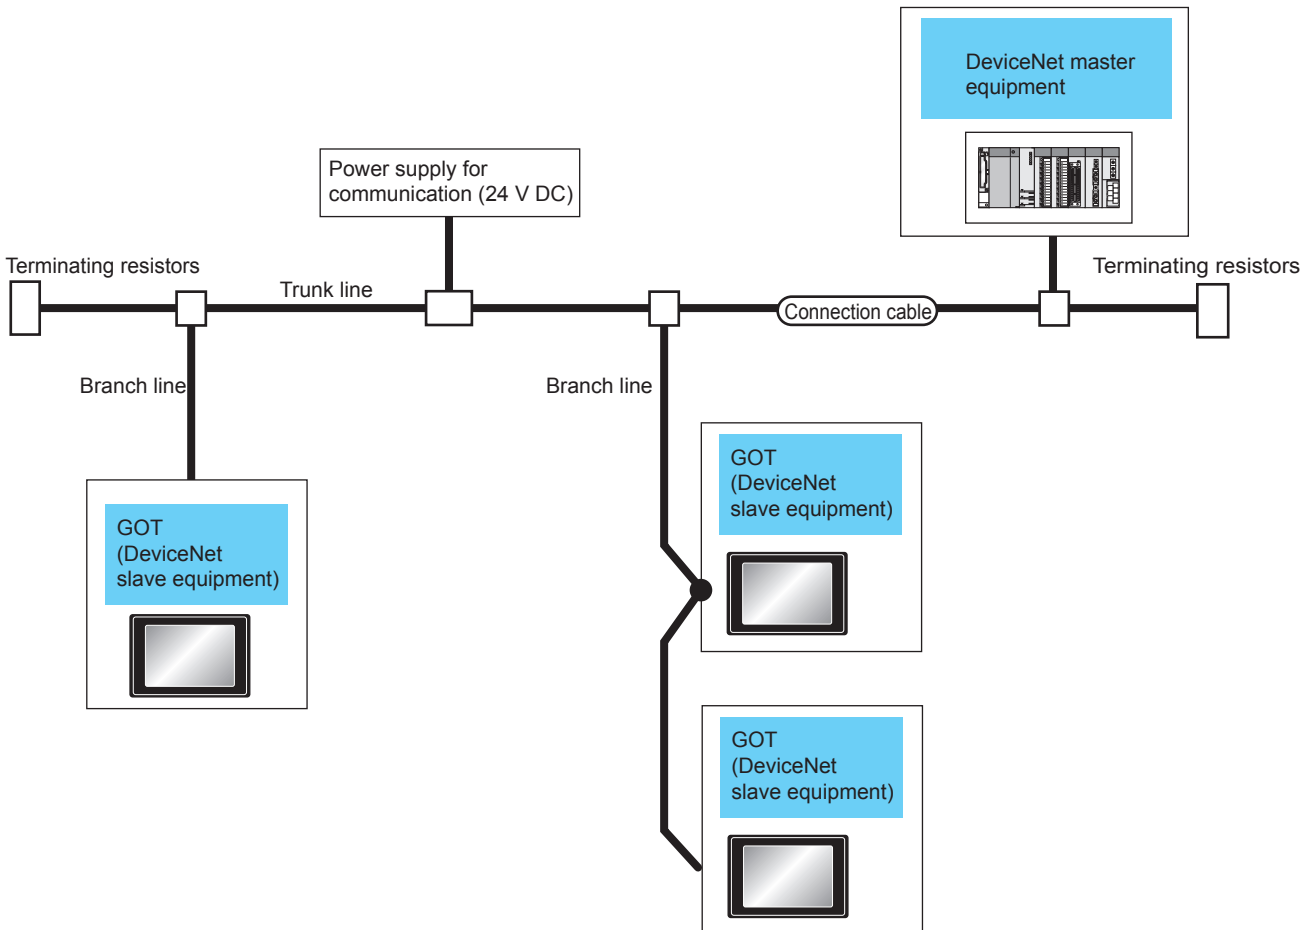 DeviceNet master
equipment
Power supply for
communication (24 V DC)
Terminating resistors
Terminating resistors
Trunk line
Connection cable
Branch line
Branch line
GOT
(DeviceNet
slave equipment)
GOT
(DeviceNet
slave equipment)
GOT
(DeviceNet
slave equipment)